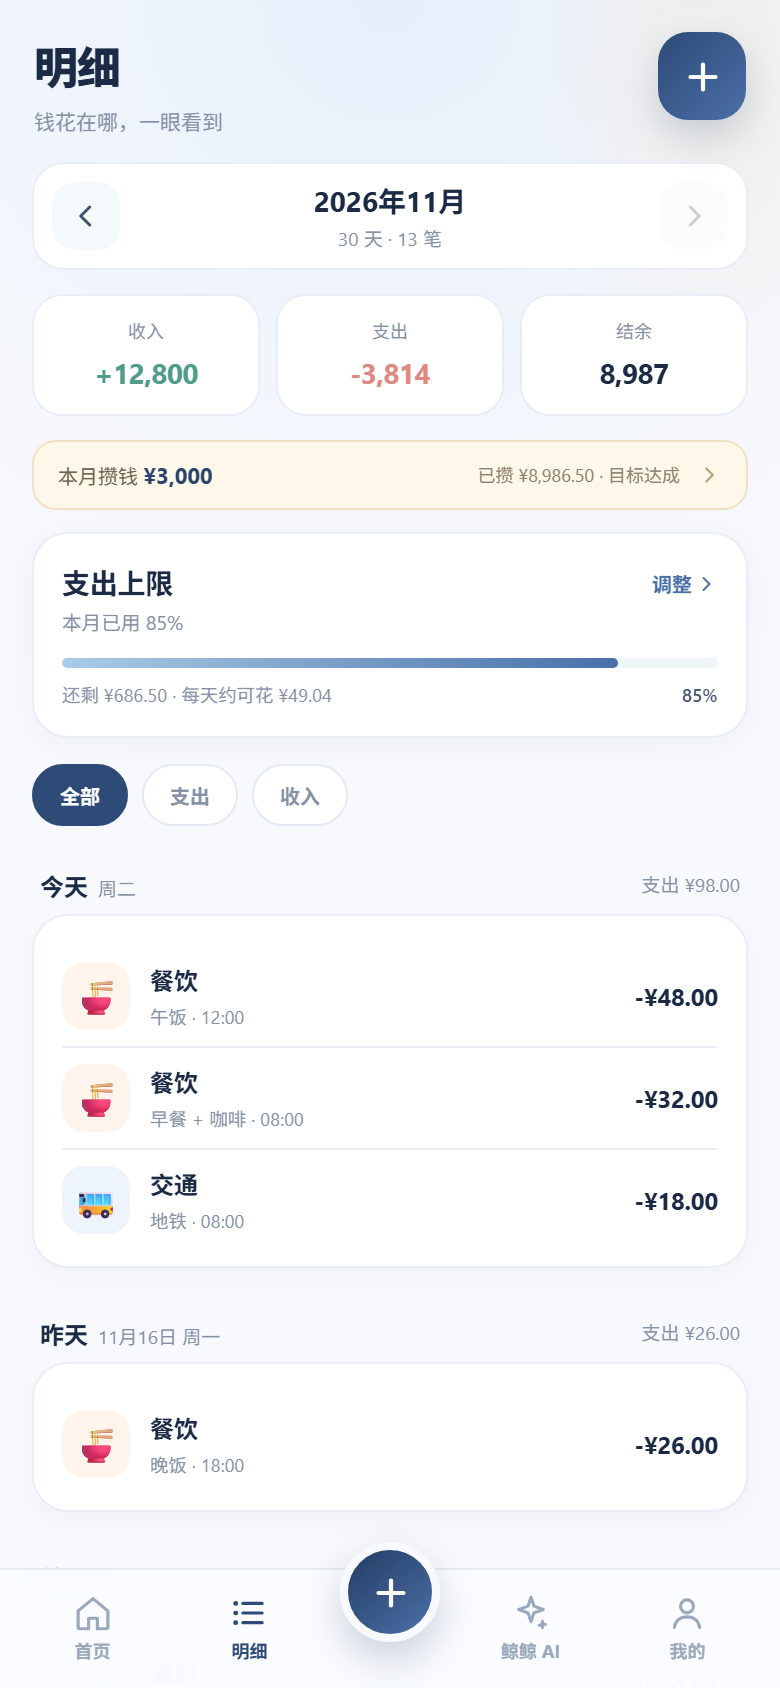 明细
钱花在哪，一眼看到
2026年11月
30 天 · 13 笔
收入
支出
结余
+12,800
-3,814
8,987
本月攒钱 ¥3,000
已攒 ¥8,986.50 · 目标达成
支出上限
调整
本月已用 85%
还剩 ¥686.50 · 每天约可花 ¥49.04
85%
全部
支出
收入
今天 周二
支出 ¥98.00
餐饮
午饭 · 12:00
-¥48.00
餐饮
早餐 + 咖啡 · 08:00
-¥32.00
交通
地铁 · 08:00
-¥18.00
昨天 11月16日 周一
支出 ¥26.00
餐饮
晚饭 · 18:00
-¥26.00
首页
明细
鲸鲸 AI
我的